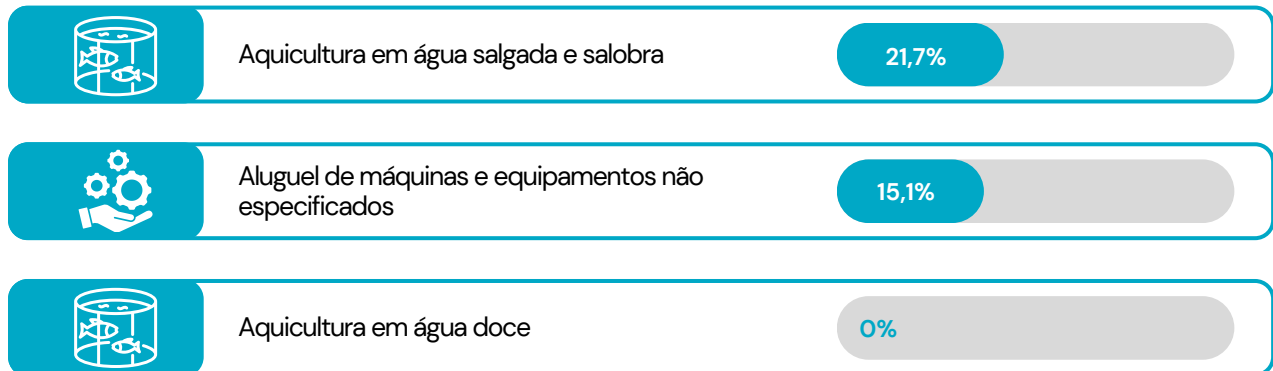 Aquicultura em água salgada e salobra
21,7%
Aluguel de máquinas e equipamentos não
especificados
15,1%
Aquicultura em água doce
0%